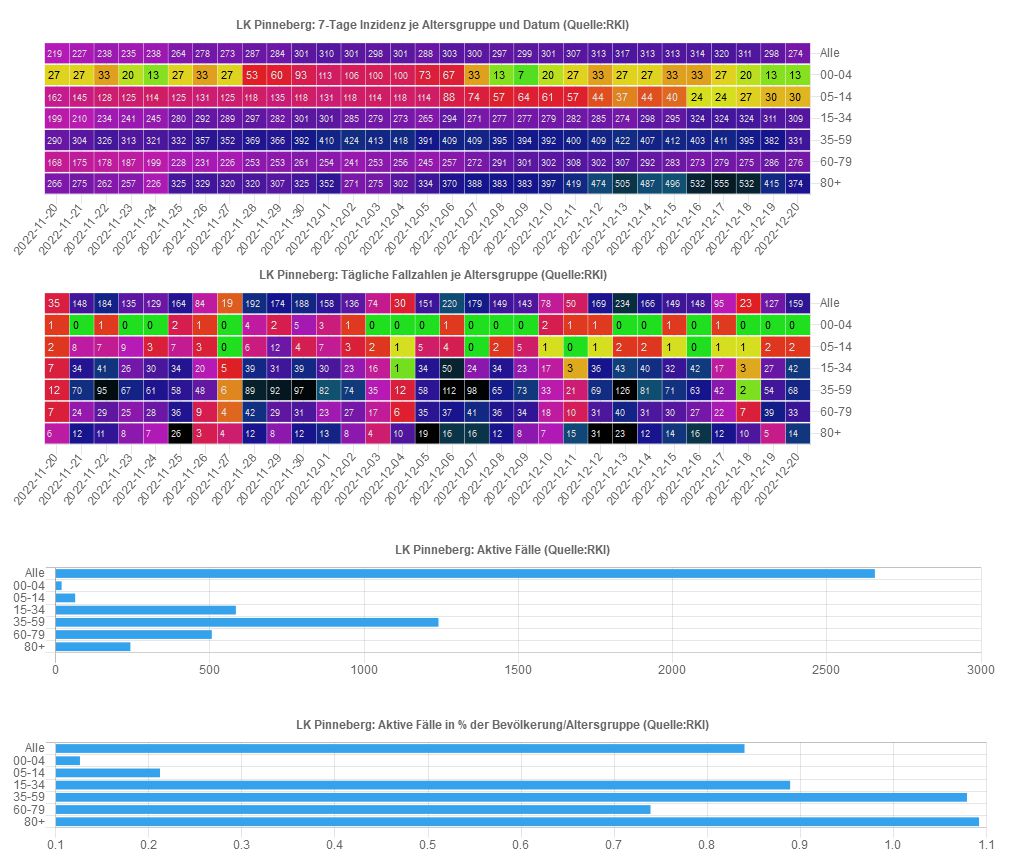 LK Pinneberg: 7-Tage Inzidenz je Altersgruppe und Datum (Quelle:RKI)
219 227 238 235 238 264 278 273 287 284 301 310 301 298 301 288 303 300 297 299 301 307 313 317 313 313 314 320 311 298 274 Alle
27 27 33 20 13 27 33 27 53 60 93 113 106 100 100 73 67 33 13 7 20 27 33 27 27 33 33 27 20 13 13 00-04
162 145 128 125 114 125 131 125 118 135 118 131 118 114 118 114 88 74 57 64 61 57 44 37 44 40 24 24 27 30 30 05-14
199 210 234 241 245 280 292 289 297 282 301 301 285 279 273 265 294 271 277 277 279 282 285 274 298 295 324 324 324 311 309 15-34
290 304 326 313 321 332 357 352 369 366 392 410 424 413 418 391 409 409 395 394 392 400 409 422 407 412 403 411 395 382 331 35-59
168 175 178 187 199 228 231 226 253 253 261 254 241 253 256 245 257 272 291 301 302 308 302 307 292 283 273 279 275 286 276 60-79
266 275 262 257 226 325 329 320 320 307 325 352 271 275 302 334 370 388 383 383 397 419 474 505 487 496 532 555 532 415 374 80+
2022-11-20 2022-11-21 2022-11-22 2022-11-23 2022-11-24 2022-11-25 2022-11-26 2022-11-27 2022-11-28 2022-11-29 2022-11-30 2022-12-01 2022-12-02 2022-12-03 2022-12-04 2022-12-05 2022-12-06 2022-12-07 2022-12-08 2022-12-09 2022-12-10 2022-12-11 2022-12-12 2022-12-13 2022-12-14 2022-12-15 2022-12-16 2022-12-17 2022-12-18 2022-12-19 2022-12-20
LK Pinneberg: Tägliche Fallzahlen je Altersgruppe (Quelle:RKI)
35 148 184 135 129 164 84 19 192 174 188 158 136 74 30 151 220 179 149 143 78 50 169 234 166 149 148 95 23 127 159 Alle
1 0 1 0 0 2 1 0 4 2 5 3 1 0 0 0 1 0 0 0 2 1 1 0 0 1 0 1 0 0 0 00-04
2 8 7 9 3 7 3 0 6 12 4 7 3 2 1 5 4 0 2 5 1 0 1 2 2 1 0 1 1 2 2 05-14
7 34 41 26 30 34 20 5 39 31 39 30 23 16 1 34 50 24 34 23 17 3 36 43 40 32 42 17 3 27 42 15-34
12 70 95 67 61 58 48 6 89 92 97 82 74 35 12 58 112 98 65 73 33 21 69 126 81 71 63 42 2 54 68 35-59
7 24 29 25 28 36 9 4 42 29 31 23 27 17 6 35 37 41 36 34 18 10 31 40 31 30 27 22 7 39 33 60-79
6 12 11 8 7 26 3 4 12 8 12 13 8 4 10 19 16 16 12 8 7 15 31 23 12 14 16 12 10 5 14 80+
2022-11-20 2022-11-21 2022-11-22 2022-11-23 2022-11-24 2022-11-25 2022-11-26 2022-11-27 2022-11-28 2022-11-29 2022-11-30 2022-12-01 2022-12-02 2022-12-03 2022-12-04 2022-12-05 2022-12-06 2022-12-07 2022-12-08 2022-12-09 2022-12-10 2022-12-11 2022-12-12 2022-12-13 2022-12-14 2022-12-15 2022-12-16 2022-12-17 2022-12-18 2022-12-19 2022-12-20
LK Pinneberg: Aktive Fälle (Quelle:RKI)
Alle
00-04
05-14
15-34
35-59
60-79
80+
0 500 1000 1500 2000 2500 3000
LK Pinneberg: Aktive Fälle in % der Bevölkerung/Altersgruppe (Quelle:RKI)
Alle
00-04
05-14
15-34
35-59
60-79
80+
0.1 0.2 0.3 0.4 0.5 0.6 0.7 0.8 0.9 1.0 1.1